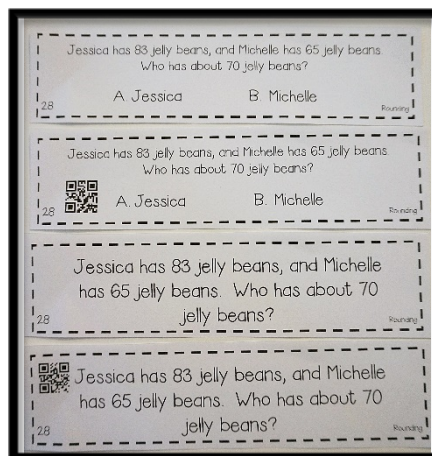 Jessica has 83 jelly beans, and Michelle has 65 jelly beans.
Who has about 70 jelly beans?
A. Jessica B. Michelle
28 Rounding
Jessica has 83 jelly beans, and Michelle has 65 jelly beans.
Who has about 70 jelly beans?
A. Jessica B. Michelle
28 Rounding
Jessica has 83 jelly beans, and Michelle
has 65 jelly beans. Who has about 70
jelly beans?
28 Rounding
Jessica has 83 jelly beans, and Michelle
has 65 jelly beans. Who has about 70
jelly beans?
28 Rounding